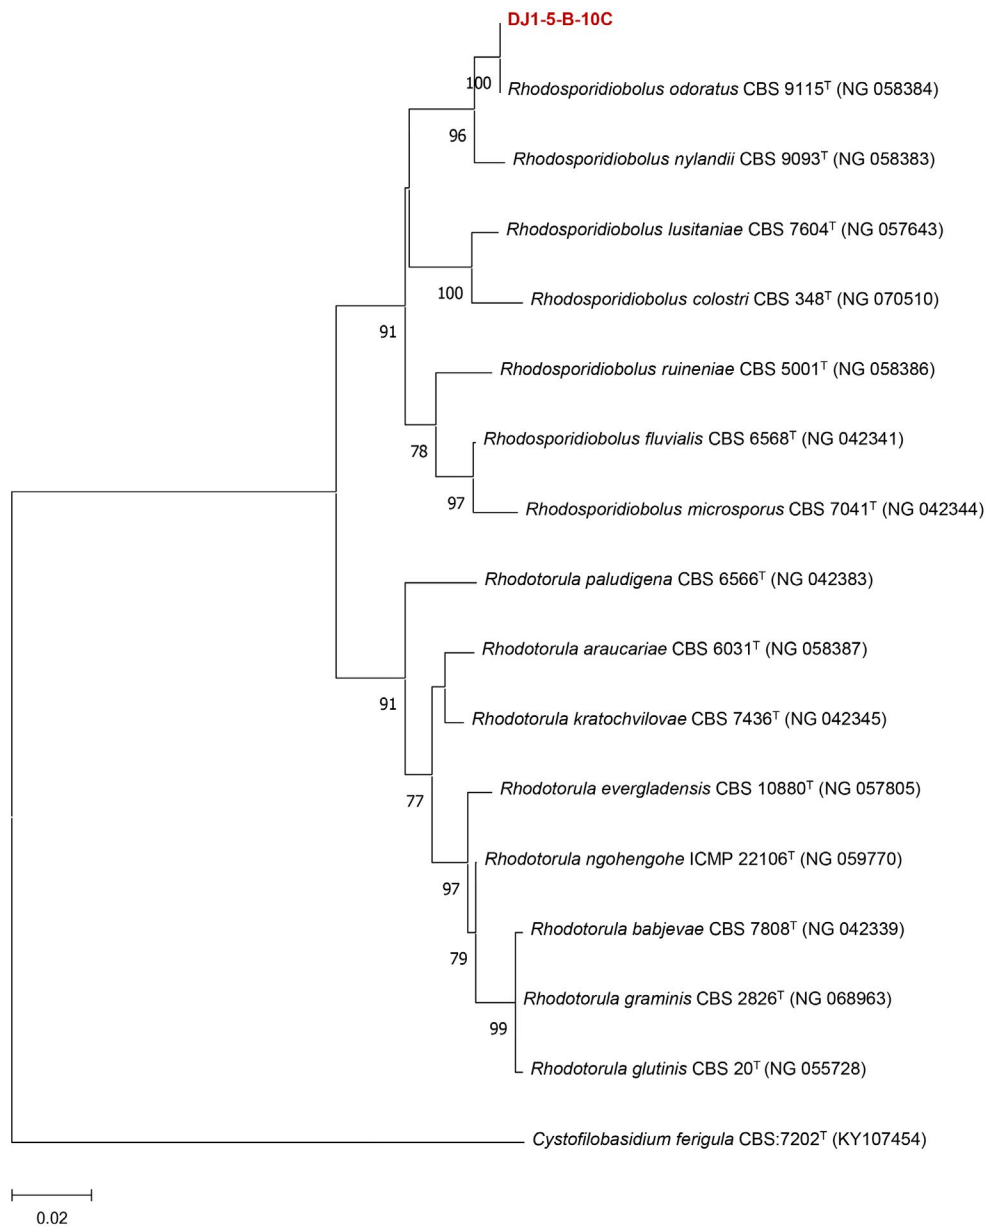 DJ1-5-B-10C
100
Rhodosporidiobolus odoratus CBS 9115ᵀ (NG 058384)
96
Rhodosporidiobolus nylandii CBS 9093ᵀ (NG 058383)
Rhodosporidiobolus lusitaniae CBS 7604ᵀ (NG 057643)
100
Rhodosporidiobolus colostri CBS 348ᵀ (NG 070510)
91
Rhodosporidiobolus ruineniae CBS 5001ᵀ (NG 058386)
Rhodosporidiobolus fluvialis CBS 6568ᵀ (NG 042341)
78
97
Rhodosporidiobolus microsporus CBS 7041ᵀ (NG 042344)
Rhodotorula paludigena CBS 6566ᵀ (NG 042383)
Rhodotorula araucariae CBS 6031ᵀ (NG 058387)
91
Rhodotorula kratochvilovae CBS 7436ᵀ (NG 042345)
Rhodotorula evergladensis CBS 10880ᵀ (NG 057805)
77
Rhodotorula ngohengohe ICMP 22106ᵀ (NG 059770)
97
Rhodotorula babjevae CBS 7808ᵀ (NG 042339)
79
Rhodotorula graminis CBS 2826ᵀ (NG 068963)
99
Rhodotorula glutinis CBS 20ᵀ (NG 055728)
Cystofilobasidium ferigula CBS:7202ᵀ (KY107454)
0.02